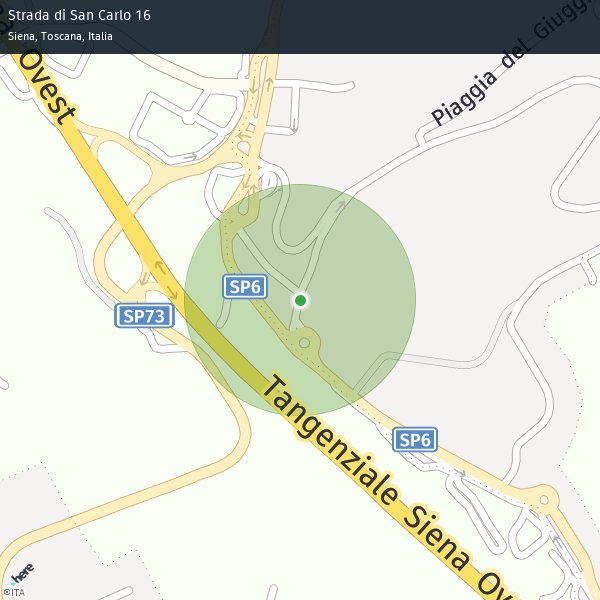 Strada di San Carlo 16
Siena, Toscana, Italia
Ovest
Piaggia del Giugg
SP6
SP73
Tangenziale Siena Ov
SP6
here
©ITA